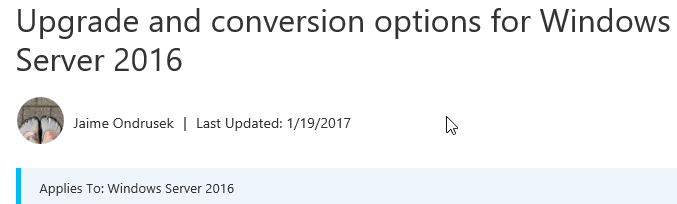 Upgrade and conversion options for Windows
Server 2016
Jaime Ondrusek | Last Updated: 1/19/2017
Applies To: Windows Server 2016